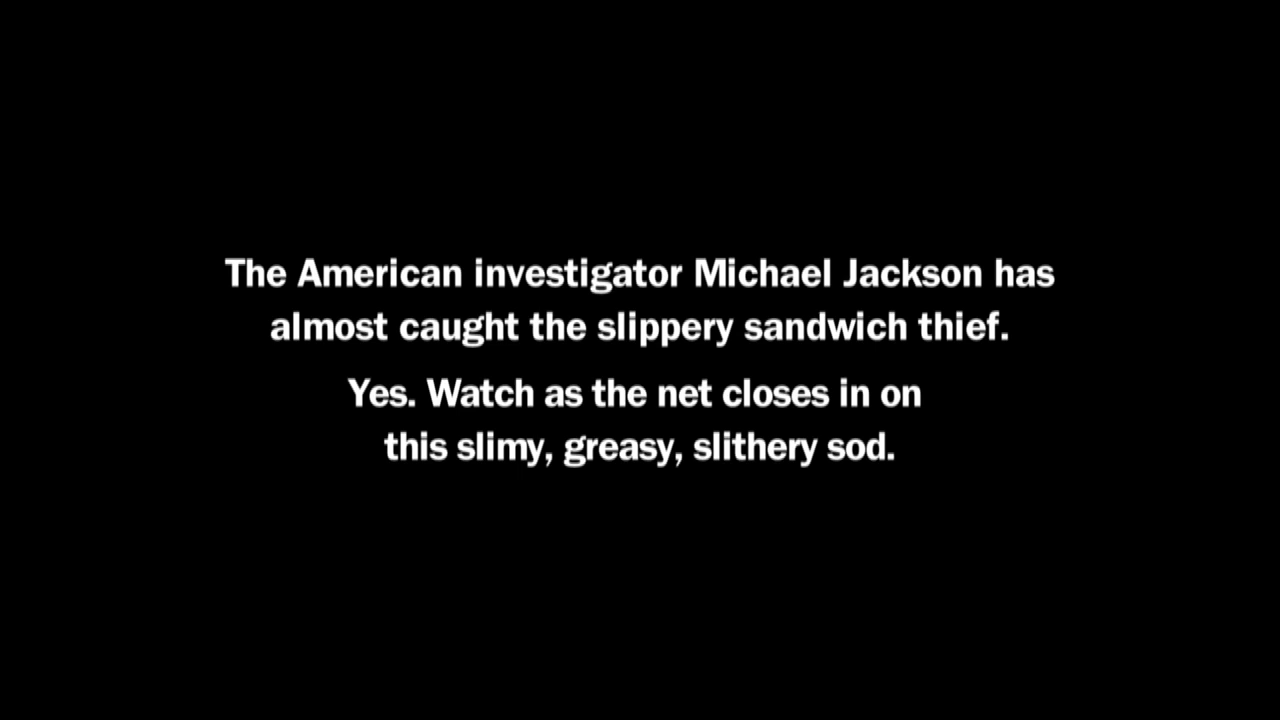 The American investigator Michael Jackson has
almost caught the slippery sandwich thief.
Yes. Watch as the net closes in on
this slimy, greasy, slithery sod.